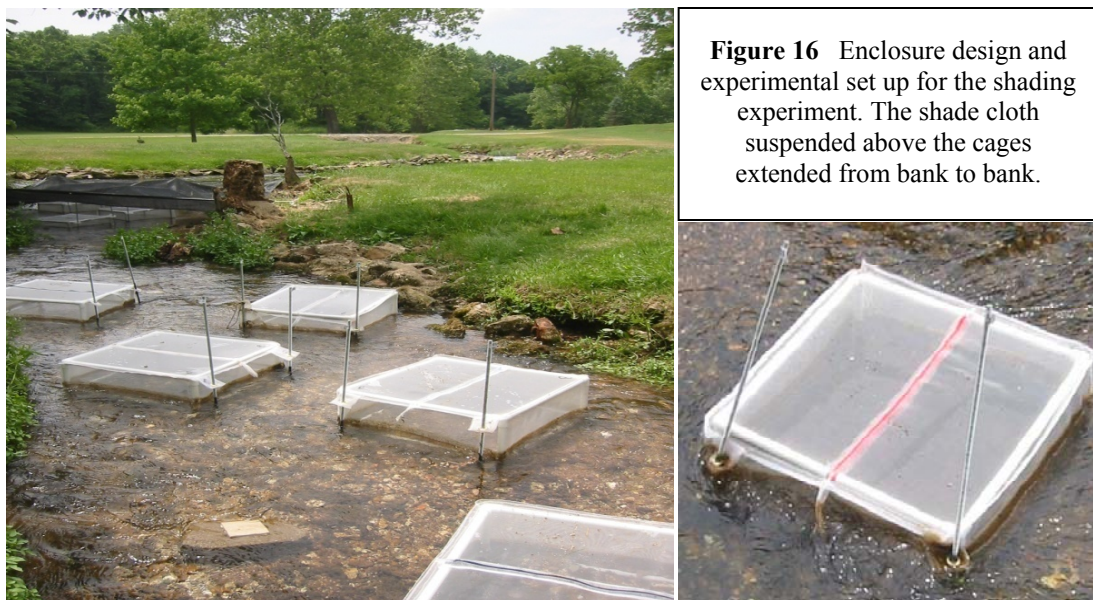 Figure 16 Enclosure design and
experimental set up for the shading
experiment. The shade cloth
suspended above the cages
extended from bank to bank.